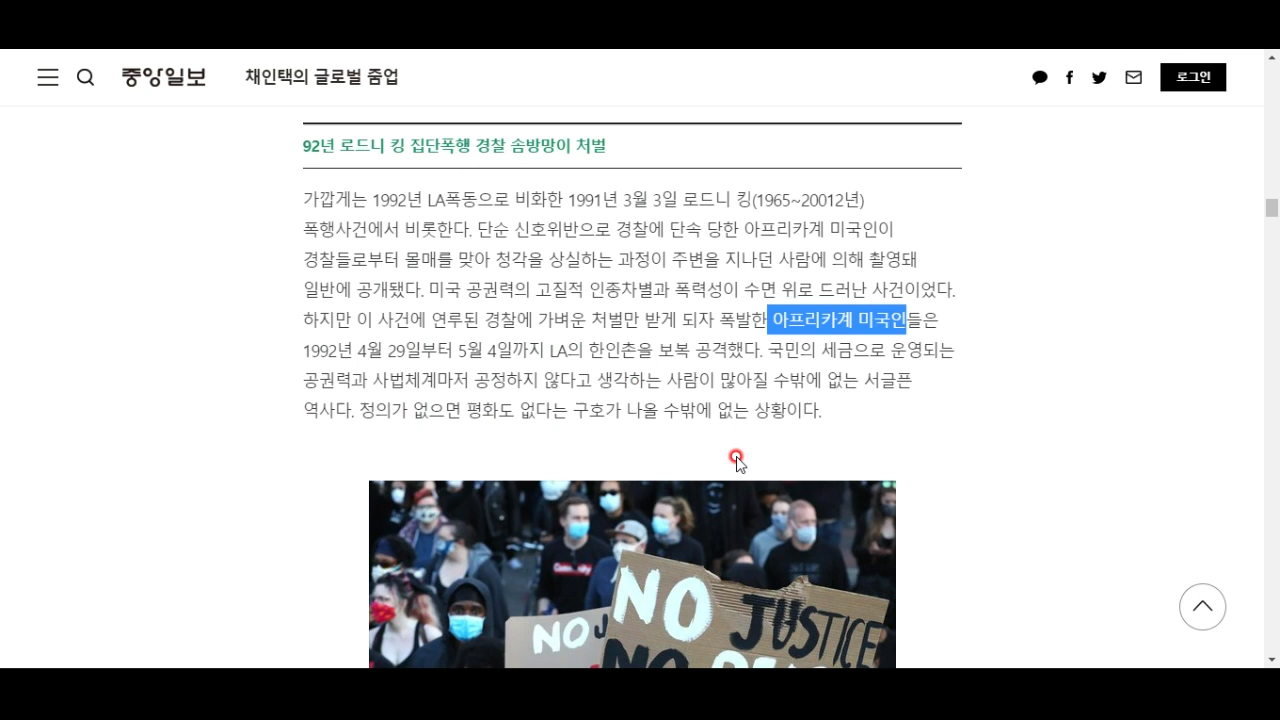 중앙일보 채인택의 글로벌 줌업 로그인
92년 로드니 킹 집단폭행 경찰 솜방망이 처벌
가깝게는 1992년 LA폭동으로 비화한 1991년 3월 3일 로드니 킹(1965~20012년)
폭행사건에서 비롯한다. 단순 신호위반으로 경찰에 단속 당한 아프리카계 미국인이
경찰들로부터 몰매를 맞아 청각을 상실하는 과정이 주변을 지나던 사람에 의해 촬영돼
일반에 공개됐다. 미국 공권력의 고질적 인종차별과 폭력성이 수면 위로 드러난 사건이었다.
하지만 이 사건에 연루된 경찰에 가벼운 처벌만 받게 되자 폭발한 아프리카계 미국인들은
1992년 4월 29일부터 5월 4일까지 LA의 한인촌을 보복 공격했다. 국민의 세금으로 운영되는
공권력과 사법체계마저 공정하지 않다고 생각하는 사람이 많아질 수밖에 없는 서글픈
역사다. 정의가 없으면 평화도 없다는 구호가 나올 수밖에 없는 상황이다.
NO JUSTICE
NO J
NO